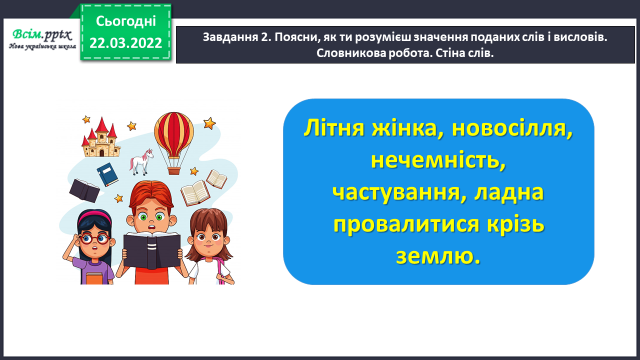 Всім.pptx
Нова українська школа
Сьогодні
22.03.2022
Завдання 2. Поясни, як ти розумієш значення поданих слів і висловів.
Словникова робота. Стіна слів.
Літня жінка, новосілля,
нечемність,
частування, ладна
провалитися крізь
землю.